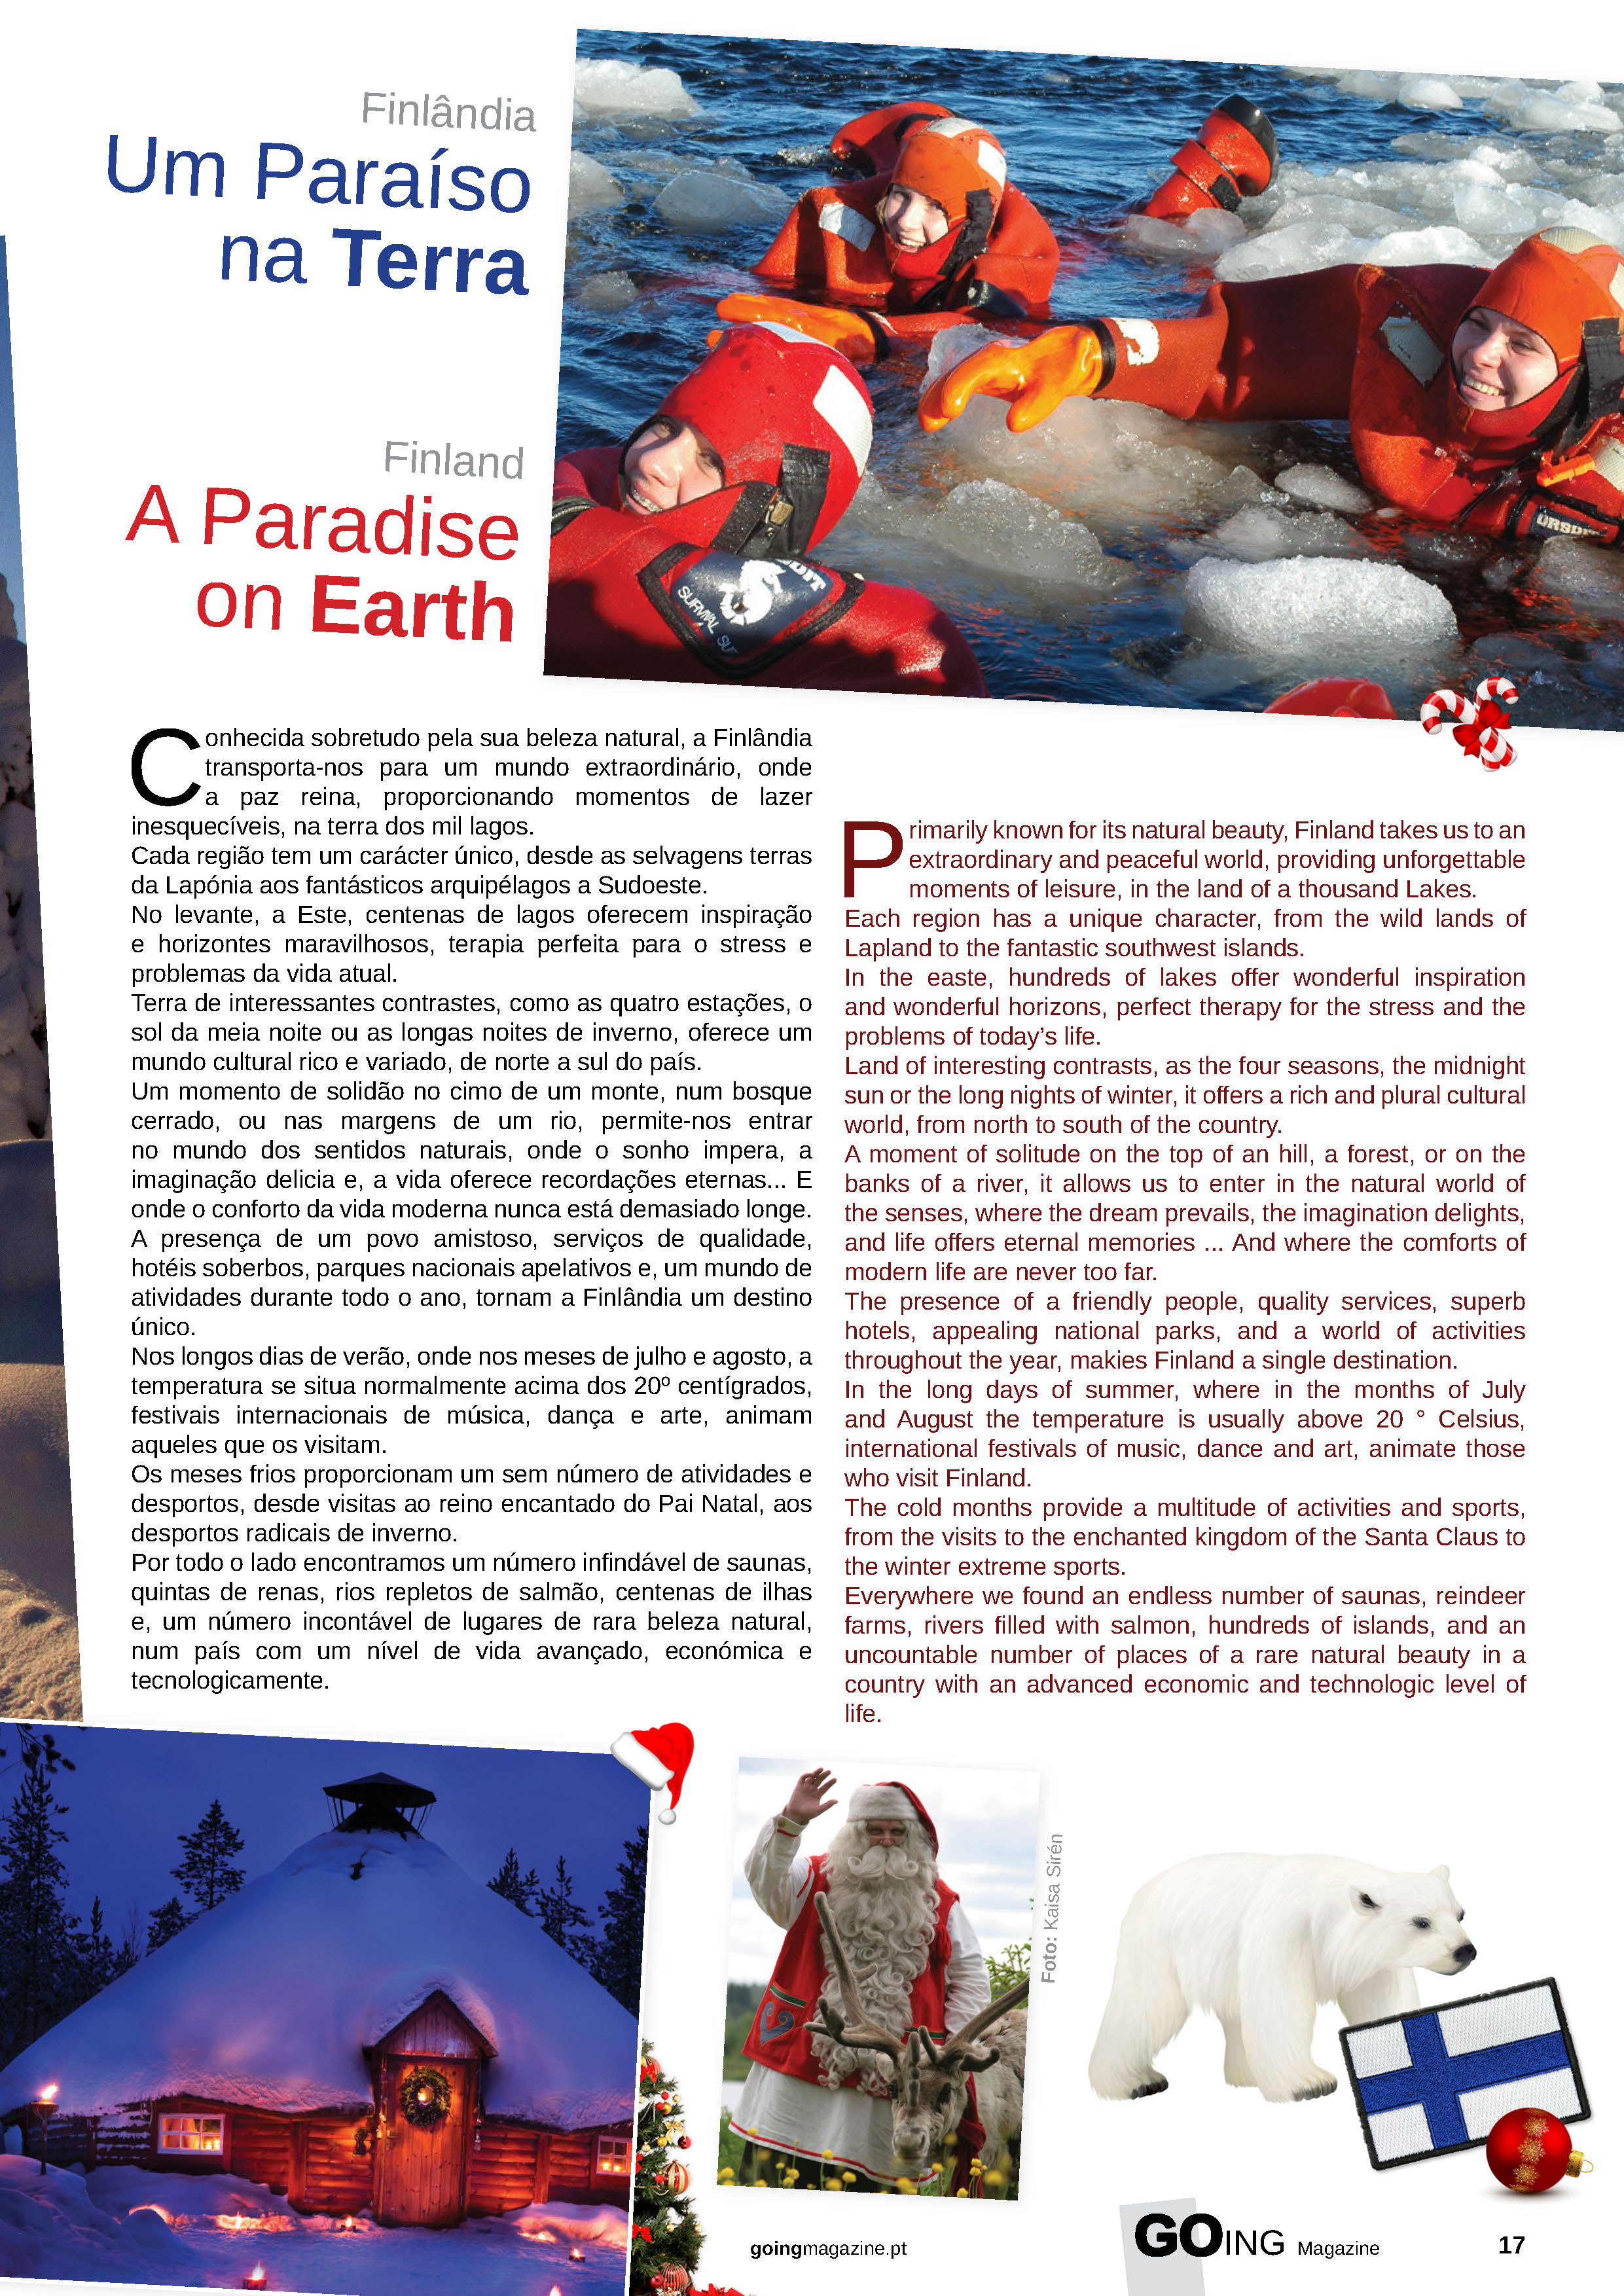 Finlândia
Um Paraíso
na Terra
Finland
A Paradise
on Earth
URSDIT
SURVIVAL
Conhecida sobretudo pela sua beleza natural, a Finlândia
transporta-nos para um mundo extraordinário, onde
a paz reina, proporcionando momentos de lazer
inesquecíveis, na terra dos mil lagos.
Cada região tem um carácter único, desde as selvagens terras
da Lapónia aos fantásticos arquipélagos a Sudoeste.
No levante, a Este, centenas de lagos oferecem inspiração
e horizontes maravilhosos, terapia perfeita para o stress e
problemas da vida atual.
Terra de interessantes contrastes, como as quatro estações, o
sol da meia noite ou as longas noites de inverno, oferece um
mundo cultural rico e variado, de norte a sul do país.
Um momento de solidão no cimo de um monte, num bosque
cerrado, ou nas margens de um rio, permite-nos entrar
no mundo dos sentidos naturais, onde o sonho impera, a
imaginação delicia e, a vida oferece recordações eternas... E
onde o conforto da vida moderna nunca está demasiado longe.
A presença de um povo amistoso, serviços de qualidade,
hotéis soberbos, parques nacionais apelativos e, um mundo de
atividades durante todo o ano, tornam a Finlândia um destino
único.
Nos longos dias de verão, onde nos meses de julho e agosto, a
temperatura se situa normalmente acima dos 20º centígrados,
festivais internacionais de música, dança e arte, animam
aqueles que os visitam.
Os meses frios proporcionam um sem número de atividades e
desportos, desde visitas ao reino encantado do Pai Natal, aos
desportos radicais de inverno.
Por todo o lado encontramos um número infindável de saunas,
quintas de renas, rios repletos de salmão, centenas de ilhas
e, um número incontável de lugares de rara beleza natural,
num país com um nível de vida avançado, económica e
tecnologicamente.
Primarily known for its natural beauty, Finland takes us to an
extraordinary and peaceful world, providing unforgettable
moments of leisure, in the land of a thousand Lakes.
Each region has a unique character, from the wild lands of
Lapland to the fantastic southwest islands.
In the easte, hundreds of lakes offer wonderful inspiration
and wonderful horizons, perfect therapy for the stress and the
problems of today’s life.
Land of interesting contrasts, as the four seasons, the midnight
sun or the long nights of winter, it offers a rich and plural cultural
world, from north to south of the country.
A moment of solitude on the top of an hill, a forest, or on the
banks of a river, it allows us to enter in the natural world of
the senses, where the dream prevails, the imagination delights,
and life offers eternal memories ... And where the comforts of
modern life are never too far.
The presence of a friendly people, quality services, superb
hotels, appealing national parks, and a world of activities
throughout the year, makies Finland a single destination.
In the long days of summer, where in the months of July
and August the temperature is usually above 20 ° Celsius,
international festivals of music, dance and art, animate those
who visit Finland.
The cold months provide a multitude of activities and sports,
from the visits to the enchanted kingdom of the Santa Claus to
the winter extreme sports.
Everywhere we found an endless number of saunas, reindeer
farms, rivers filled with salmon, hundreds of islands, and an
uncountable number of places of a rare natural beauty in a
country with an advanced economic and technologic level of
life.
Foto: Kaisa Sirén
goingmagazine.pt
GOING Magazine
17